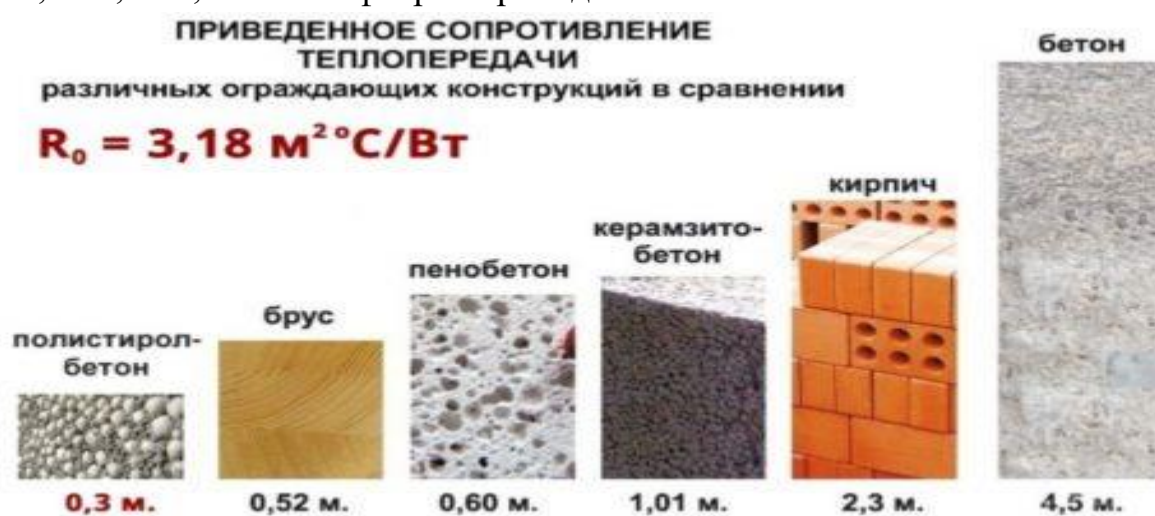 ПРИВЕДЕННОЕ СОПРОТИВЛЕНИЕ
ТЕПЛОПЕРЕДАЧИ
различных ограждающих конструкций в сравнении
R₀ = 3,18 м²°С/Вт
полистирол-
бетон
0,3 м.
брус
0,52 м.
пенобетон
0,60 м.
керамзито-
бетон
1,01 м.
кирпич
2,3 м.
бетон
4,5 м.